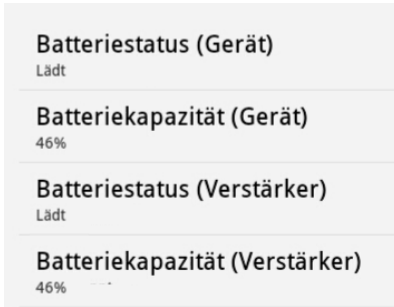 Batteriestatus (Gerät)
Lädt
Batteriekapazität (Gerät)
46%
Batteriestatus (Verstärker)
Lädt
Batteriekapazität (Verstärker)
46%